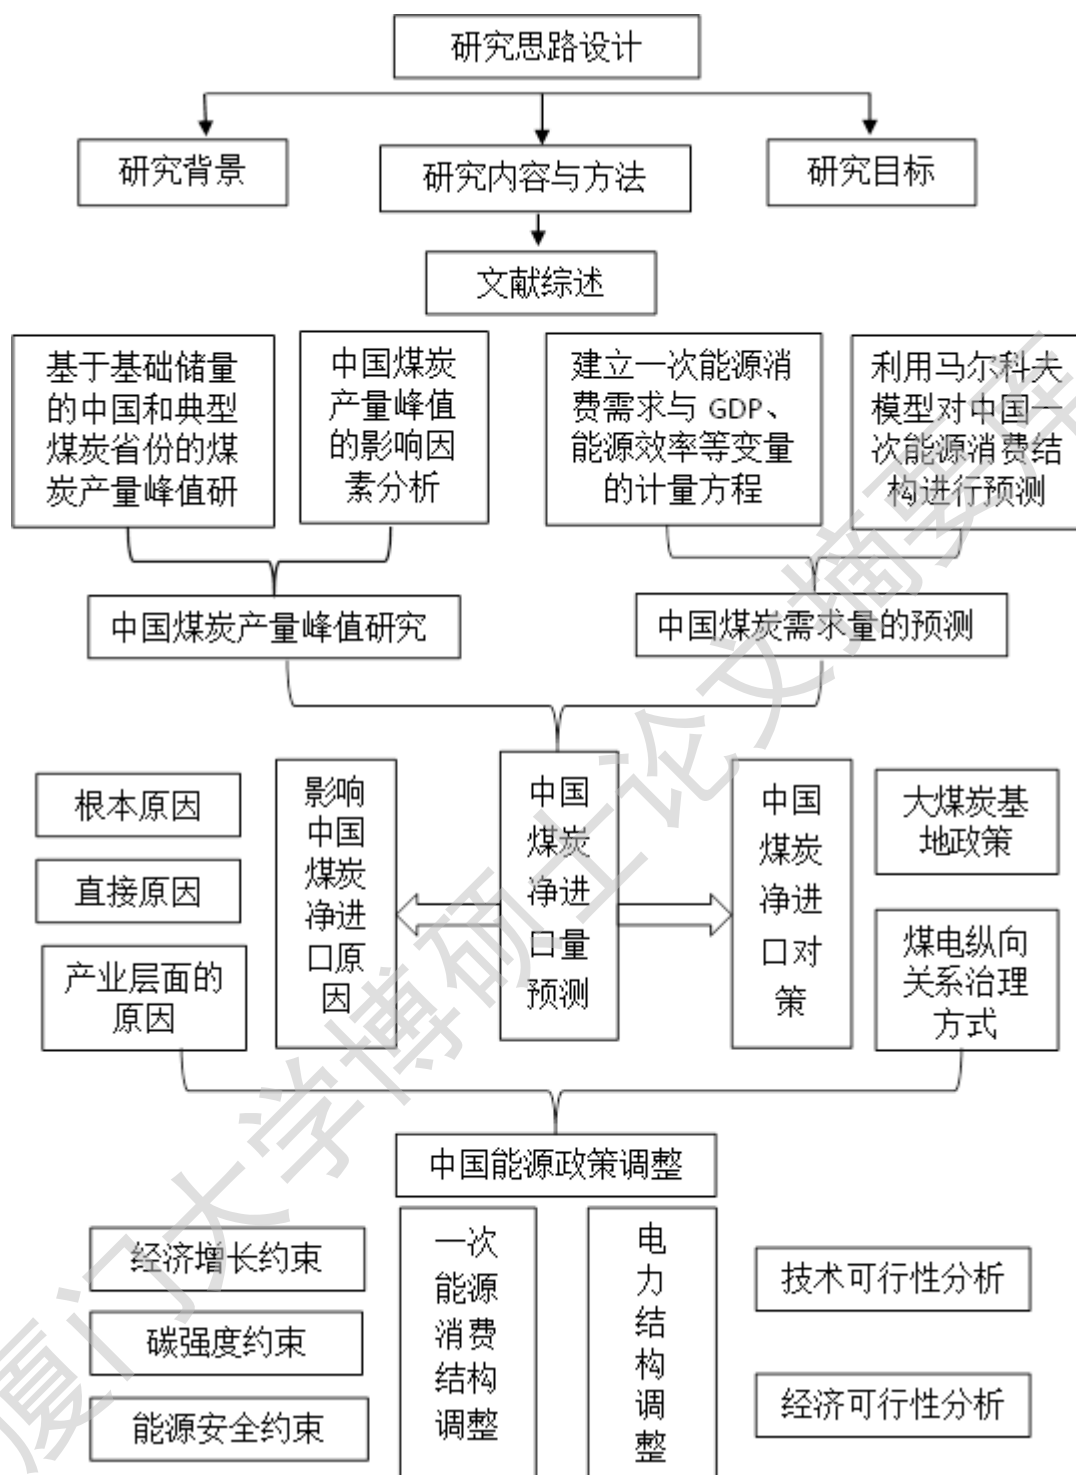 研究思路设计
研究背景
研究内容与方法
研究目标
文献综述
基于基础储量
的中国和典型
煤炭省份的煤
炭产量峰值研
中国煤炭
产量峰值
的影响因
素分析
建立一次能源消
费需求与 GDP、
能源效率等变量
的计量方程
利用马尔科夫
模型对中国一
次能源消费结
构进行预测
中国煤炭产量峰值研究
中国煤炭需求量的预测
根本原因
直接原因
产业层面的
原因
影响
中国
煤炭
净进
口原
因
中国
煤炭
净进
口量
预测
中国
煤炭
净进
口对
策
大煤炭基
地政策
煤电纵向
关系治理
方式
中国能源政策调整
经济增长约束
碳强度约束
能源安全约束
一次
能源
消费
结构
调整
电
力
结
构
调
整
技术可行性分析
经济可行性分析
厦门大学博硕士论文摘要库